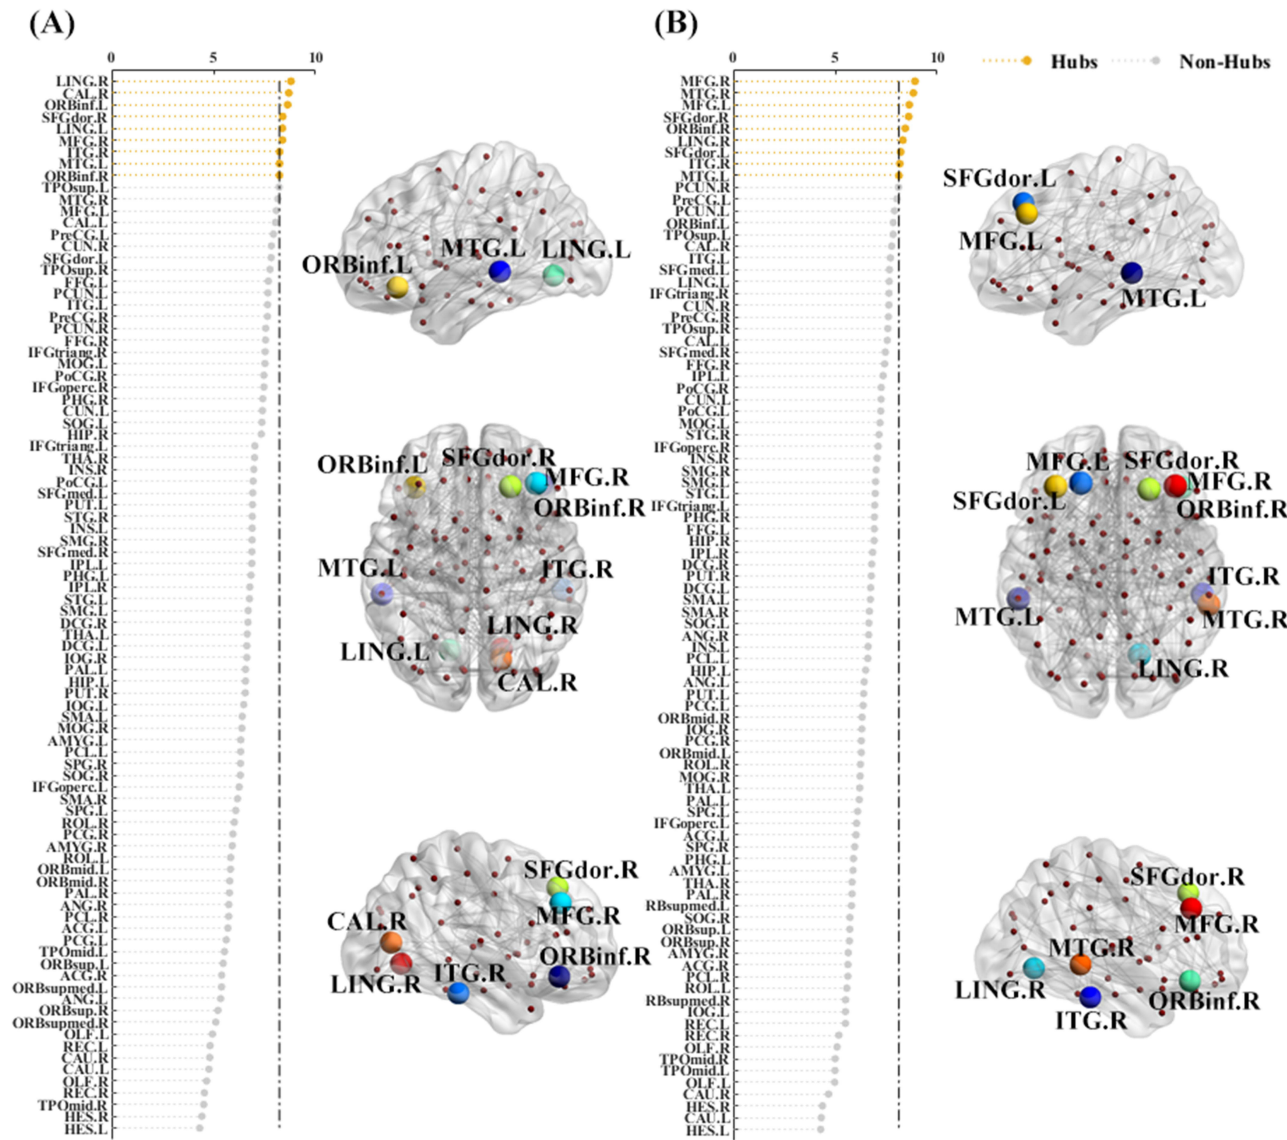 (A)
0 5 10
LING.R
CAL.R
ORBinf.L
SFGdor.R
LING.L
MFG.R
ITG.R
MTG.L
ORBinf.R
TPOsup.L
MTG.R
MFG.L
CAL.L
PreCG.L
CUN.R
SFGdor.L
TPOsup.R
FFG.L
PCUN.L
ITG.L
PreCG.R
PCUN.R
FFG.R
IFGtriang.R
MOG.L
PoCG.R
IFGoperc.R
PHG.R
CUN.L
SOG.L
HIP.R
IFGtriang.L
THA.R
INS.R
PoCG.L
SFGmed.L
PUT.L
STG.R
INS.L
SMG.R
SFGmed.R
IPL.L
PHG.L
IPL.R
STG.L
SMG.L
DCG.R
THA.L
DCG.L
IOG.R
PAL.L
HIP.L
PUT.R
IOG.L
SMA.L
MOG.R
AMYG.L
PCL.L
SPG.R
SOG.R
IFGoperc.L
SMA.R
SPG.L
ROL.R
PCG.R
AMYG.R
ROL.L
ORBmid.L
ORBmid.R
PAL.R
ANG.R
PCL.R
ACG.L
PCG.L
TPOmid.L
ORBsup.L
ACG.R
ORBsupmed.L
ANG.L
ORBsup.R
ORBsupmed.R
OLF.L
REC.L
CAU.R
CAU.L
OLF.R
REC.R
TPOmid.R
HES.R
HES.L
ORBinf.L
MTG.L
LING.L
ORBinf.L
SFGdor.R
MFG.R
ORBinf.R
MTG.L
ITG.R
LING.R
LING.L
CAL.R
SFGdor.R
MFG.R
CAL.R
ORBinf.R
ITG.R
LING.R
(B)
0 5 10
Hubs
Non-Hubs
MFG.R
MTG.R
MFG.L
SFGdor.R
ORBinf.R
LING.R
SFGdor.L
ITG.R
MTG.L
PCUN.R
PreCG.L
PCUN.L
ORBinf.L
TPOsup.L
CAL.R
ITG.L
SFGmed.L
LING.L
IFGtriang.R
CUN.R
PreCG.R
TPOsup.R
CAL.L
SFGmed.R
FFG.R
IPL.L
PoCG.R
CUN.L
PoCG.L
MOG.L
STG.R
IFGoperc.R
INS.R
SMG.R
SMG.L
STG.L
IFGtriang.L
PHG.R
FFG.L
HIP.R
IPL.R
DCG.R
PUT.R
DCG.L
SMA.L
SMA.R
SOG.L
ANG.R
INS.L
PCL.L
HIP.L
ANG.L
PUT.L
PCG.L
ORBmid.R
IOG.R
PCG.R
ORBmid.L
ROL.R
MOG.R
THA.L
PAL.L
SPG.L
IFGoperc.L
ACG.L
SPG.R
PHG.L
AMYG.L
THA.R
PAL.R
RBsupmed.L
SOG.R
ORBsup.L
ORBsup.R
AMYG.R
ACG.R
PCL.R
ROL.L
RBsupmed.R
IOG.L
REC.L
REC.R
OLF.R
TPOmid.R
TPOmid.L
OLF.L
CAU.R
HES.R
CAU.L
HES.L
SFGdor.L
MFG.L
MTG.L
MFG.L
SFGdor.R
MFG.R
SFGdor.L
ORBinf.R
ITG.R
MTG.L
MTG.R
LING.R
SFGdor.R
MFG.R
MTG.R
LING.R
ORBinf.R
ITG.R